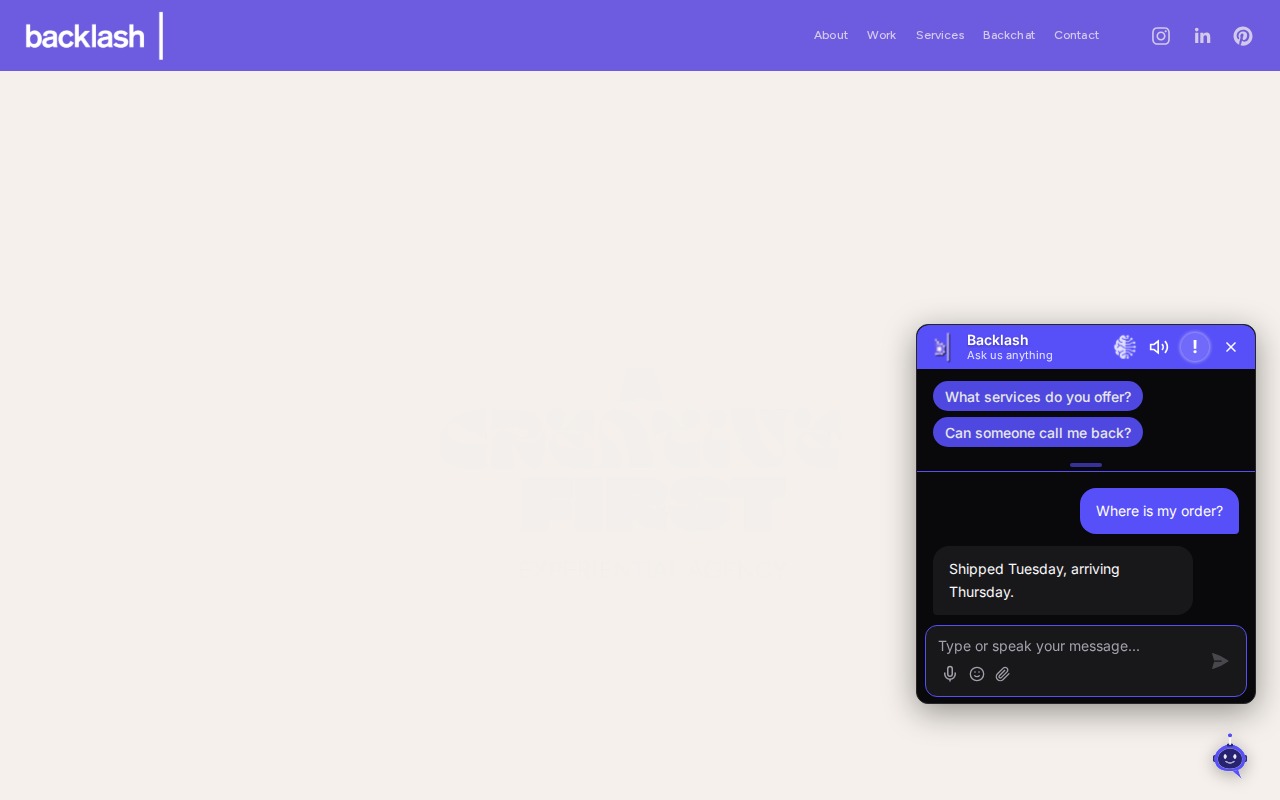 backlash
About Work Services Backchat Contact
Backlash
Ask us anything
What services do you offer?
Can someone call me back?
Where is my order?
Shipped Tuesday, arriving
Thursday.
Type or speak your message...